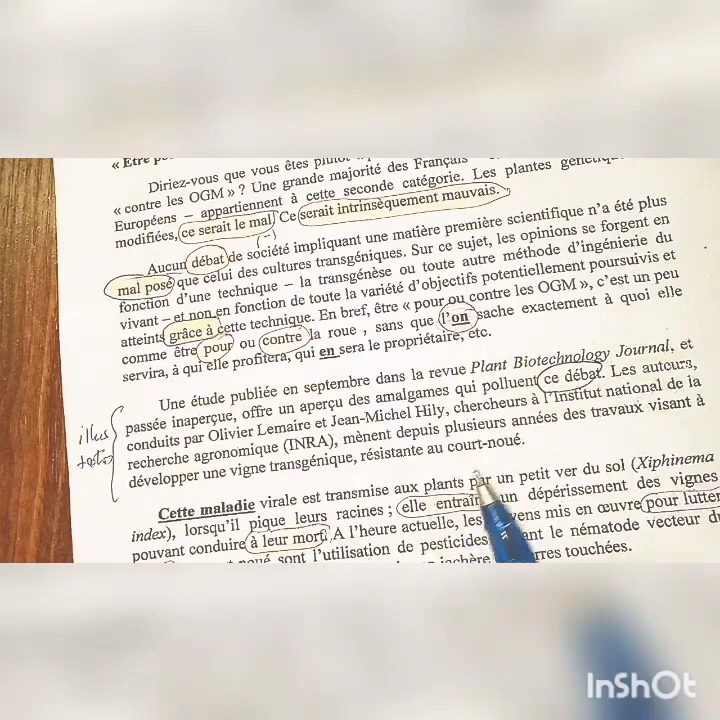 « Etre
Diriez-vous que vous êtes plutôt
« contre les OGM » ? Une grande majorité des Français
Européens – appartiennent à cette seconde catégorie. Les plantes
modifiées, ce serait le mal. Ce serait intrinsèquement mauvais.
(-)
Aucun débat de société impliquant une matière première scientifique n'a été plus
mal posé que celui des cultures transgéniques. Sur ce sujet, les opinions se forgent en
fonction d'une technique – la transgénèse ou toute autre méthode d'ingénierie du
vivant – et non en fonction de toute la variété d'objectifs potentiellement poursuivis et
atteints grâce à cette technique. En bref, être « pour ou contre les OGM », c'est un peu
comme être pour ou contre la roue , sans que l'on sache exactement à quoi elle
servira, à qui elle profitera, qui en sera le propriétaire, etc.
Une étude publiée en septembre dans la revue Plant Biotechnology Journal, et
passée inaperçue, offre un aperçu des amalgames qui polluent ce débat. Les auteurs,
conduits par Olivier Lemaire et Jean-Michel Hily, chercheurs à l'Institut national de la
recherche agronomique (INRA), mènent depuis plusieurs années des travaux visant à
développer une vigne transgénique, résistante au court-noué.
illus
Cette maladie virale est transmise aux plants par un petit ver du sol (Xiphinema
index), lorsqu'il pique leurs racines ; elle entraîne un dépérissement des vignes
pouvant conduire à leur mort. A l'heure actuelle, les moyens mis en œuvre pour lutter
sont l'utilisation de pesticides le nématode vecteur du
jachère terres touchées.
InShOt